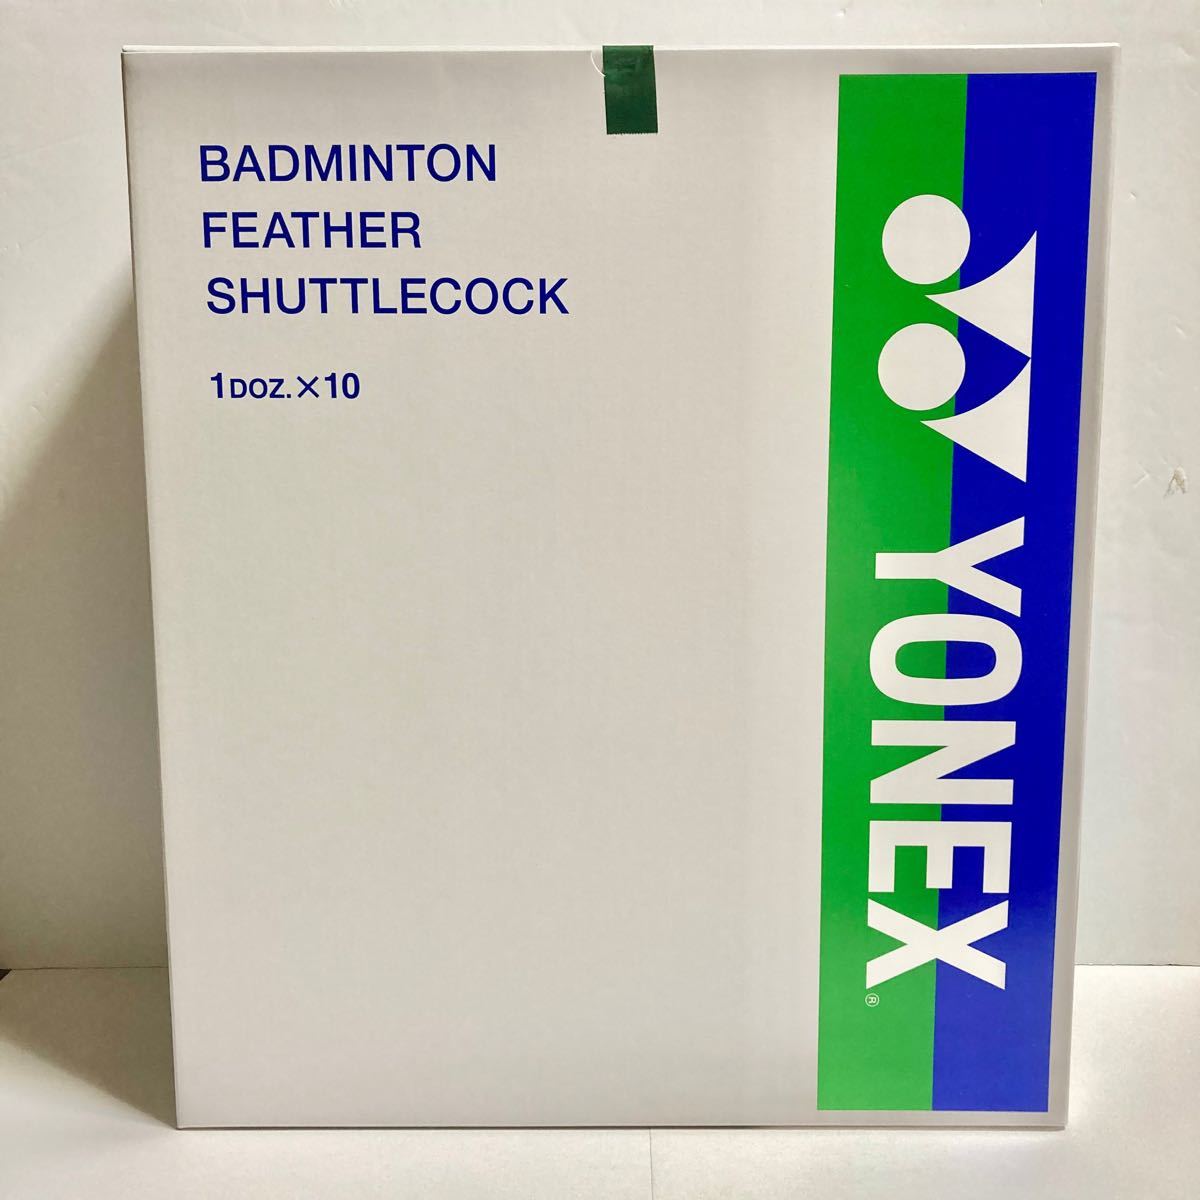 BADMINTON
FEATHER
SHUTTLECOCK
1DOZ.×10
YONEX®